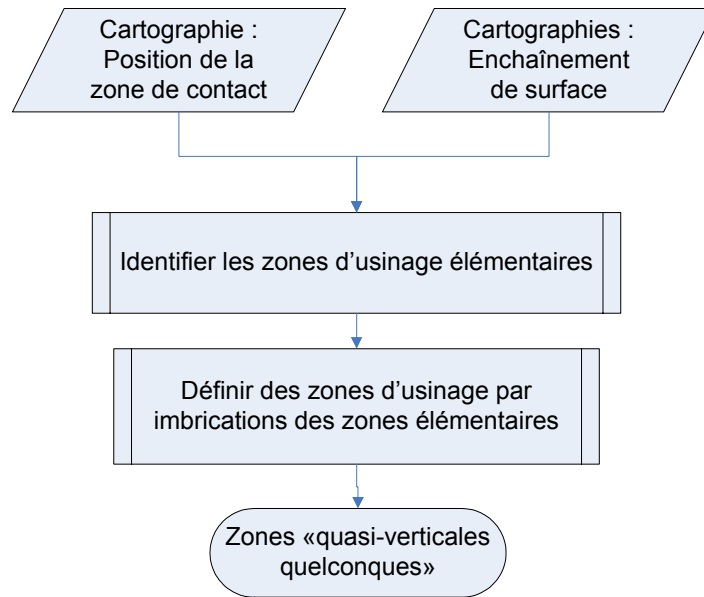 Cartographie :
Position de la
zone de contact
Cartographies :
Enchaînement
de surface
Identifier les zones d’usinage élémentaires
Définir des zones d’usinage par
imbrications des zones élémentaires
Zones «quasi-verticales
quelconques»